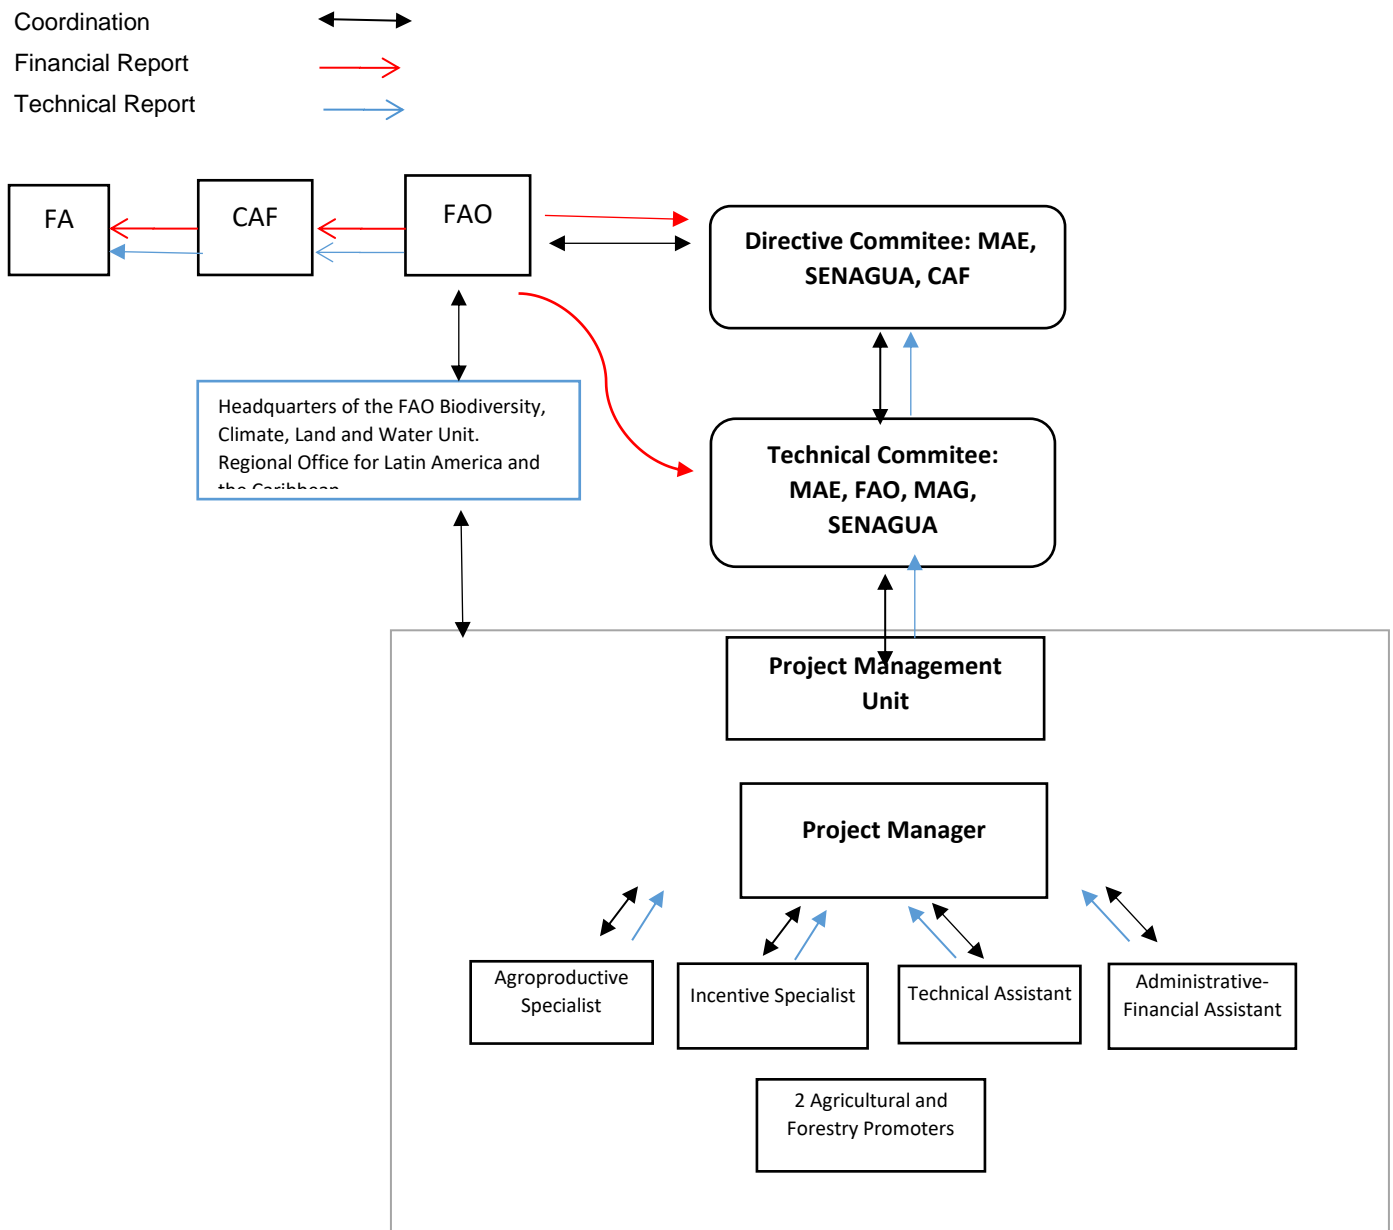 Coordination
Financial Report
Technical Report
FA
CAF
FAO
Directive Commitee: MAE,
SENAGUA, CAF
Headquarters of the FAO Biodiversity,
Climate, Land and Water Unit.
Regional Office for Latin America and
the Caribbean
Technical Commitee:
MAE, FAO, MAG,
SENAGUA
Project Management
Unit
Project Manager
Agroproductive
Specialist
Incentive Specialist
Technical Assistant
Administrative-
Financial Assistant
2 Agricultural and
Forestry Promoters